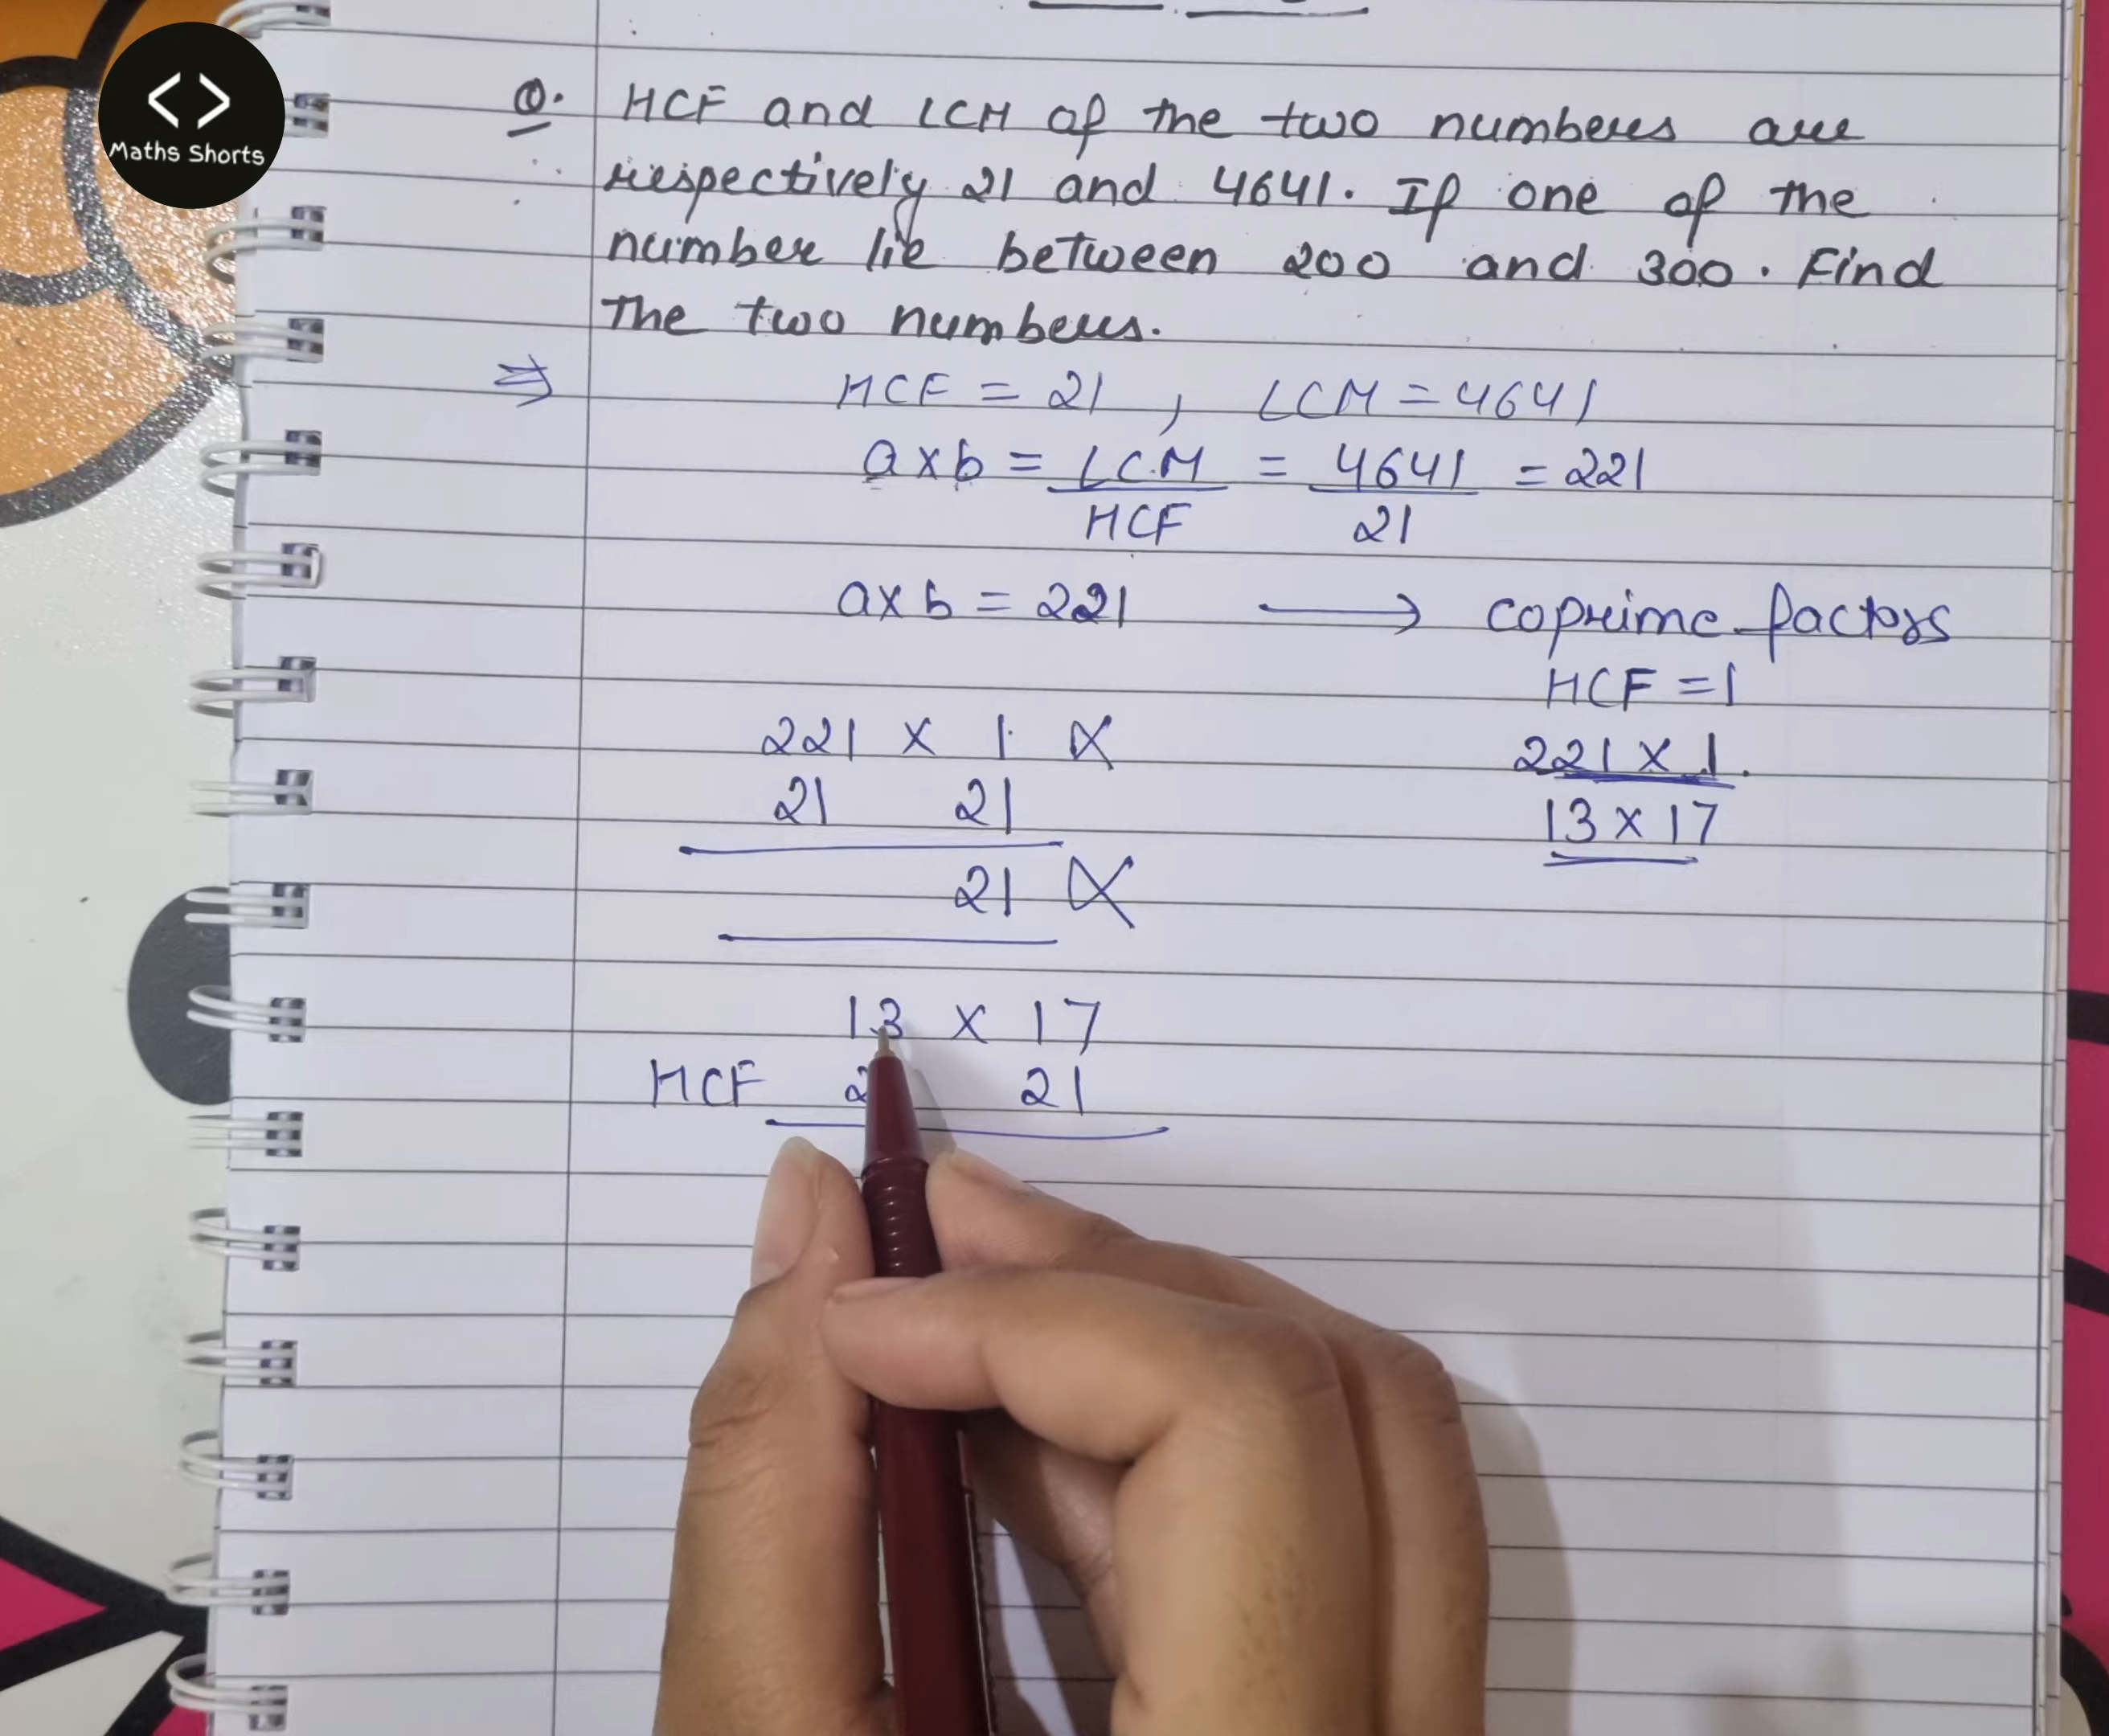 <>
Maths Shorts
Q. HCF and LCM of the two numbers are
respectively 21 and 4641. If one of the
number lie between 200 and 300. Find
The two numbers.
⇒ HCF = 21 , LCM = 4641
a x b = LCM / HCF = 4641 / 21 = 221
a x b = 221 → coprime factors
HCF = 1
221 x 1 X
221 x 1.
21 21
13 x 17
21 X
13 x 17
HCF 2 21